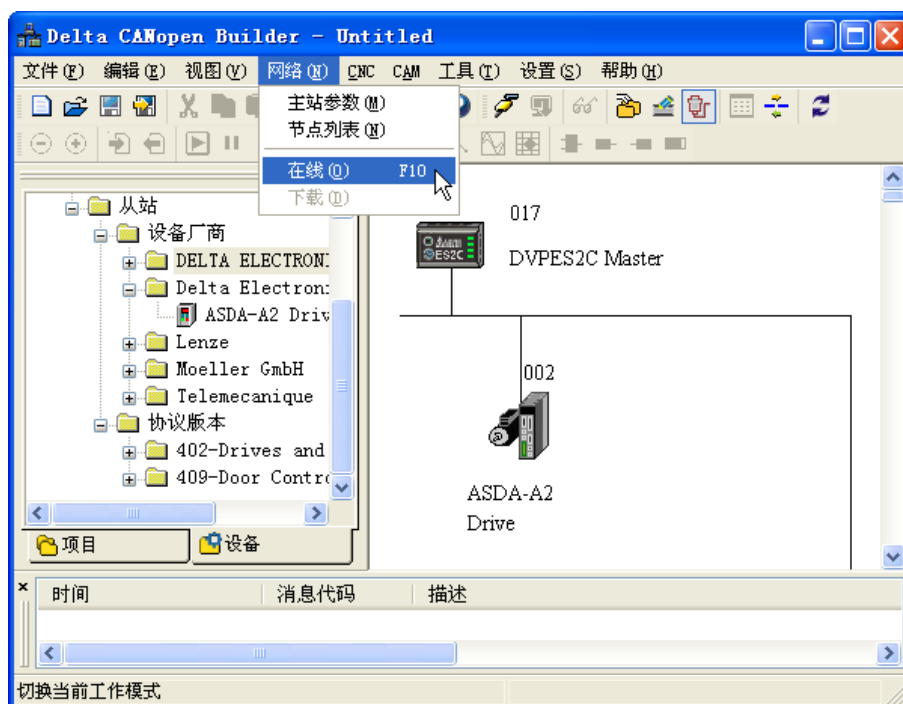 Delta CANopen Builder - Untitled
文件(F) 编辑(E) 视图(V) 网络(N) CNC CAM 工具(T) 设置(S) 帮助(H)
主站参数(M)
节点列表(N)
在线(O) F10
下载(D)
从站
设备厂商
DELTA ELECTRONI
Delta Electron
ASDA-A2 Driv
Lenze
Moeller GmbH
Telemecanique
协议版本
402-Drives and
409-Door Contro
项目 设备
017
DVPES2C Master
ES2C
002
ASDA-A2
Drive
时间 消息代码 描述
切换当前工作模式